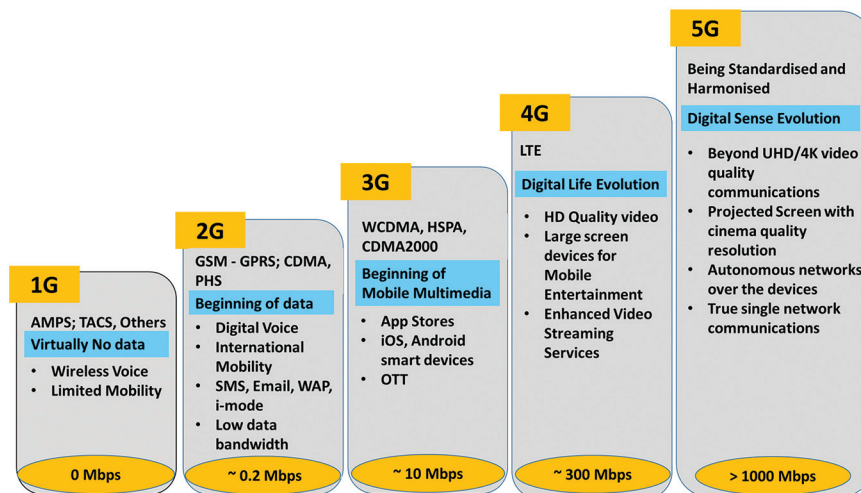 1G
AMPS; TACS, Others
Virtually No data
• Wireless Voice
• Limited Mobility
0 Mbps
2G
GSM - GPRS; CDMA,
PHS
Beginning of data
• Digital Voice
• International
Mobility
• SMS, Email, WAP,
i-mode
• Low data
bandwidth
~ 0.2 Mbps
3G
WCDMA, HSPA,
CDMA2000
Beginning of
Mobile Multimedia
• App Stores
• iOS, Android
smart devices
• OTT
~ 10 Mbps
4G
LTE
Digital Life Evolution
• HD Quality video
• Large screen
devices for
Mobile
Entertainment
• Enhanced Video
Streaming
Services
~ 300 Mbps
5G
Being Standardised and
Harmonised
Digital Sense Evolution
• Beyond UHD/4K video
quality
communications
• Projected Screen with
cinema quality
resolution
• Autonomous networks
over the devices
• True single network
communications
> 1000 Mbps